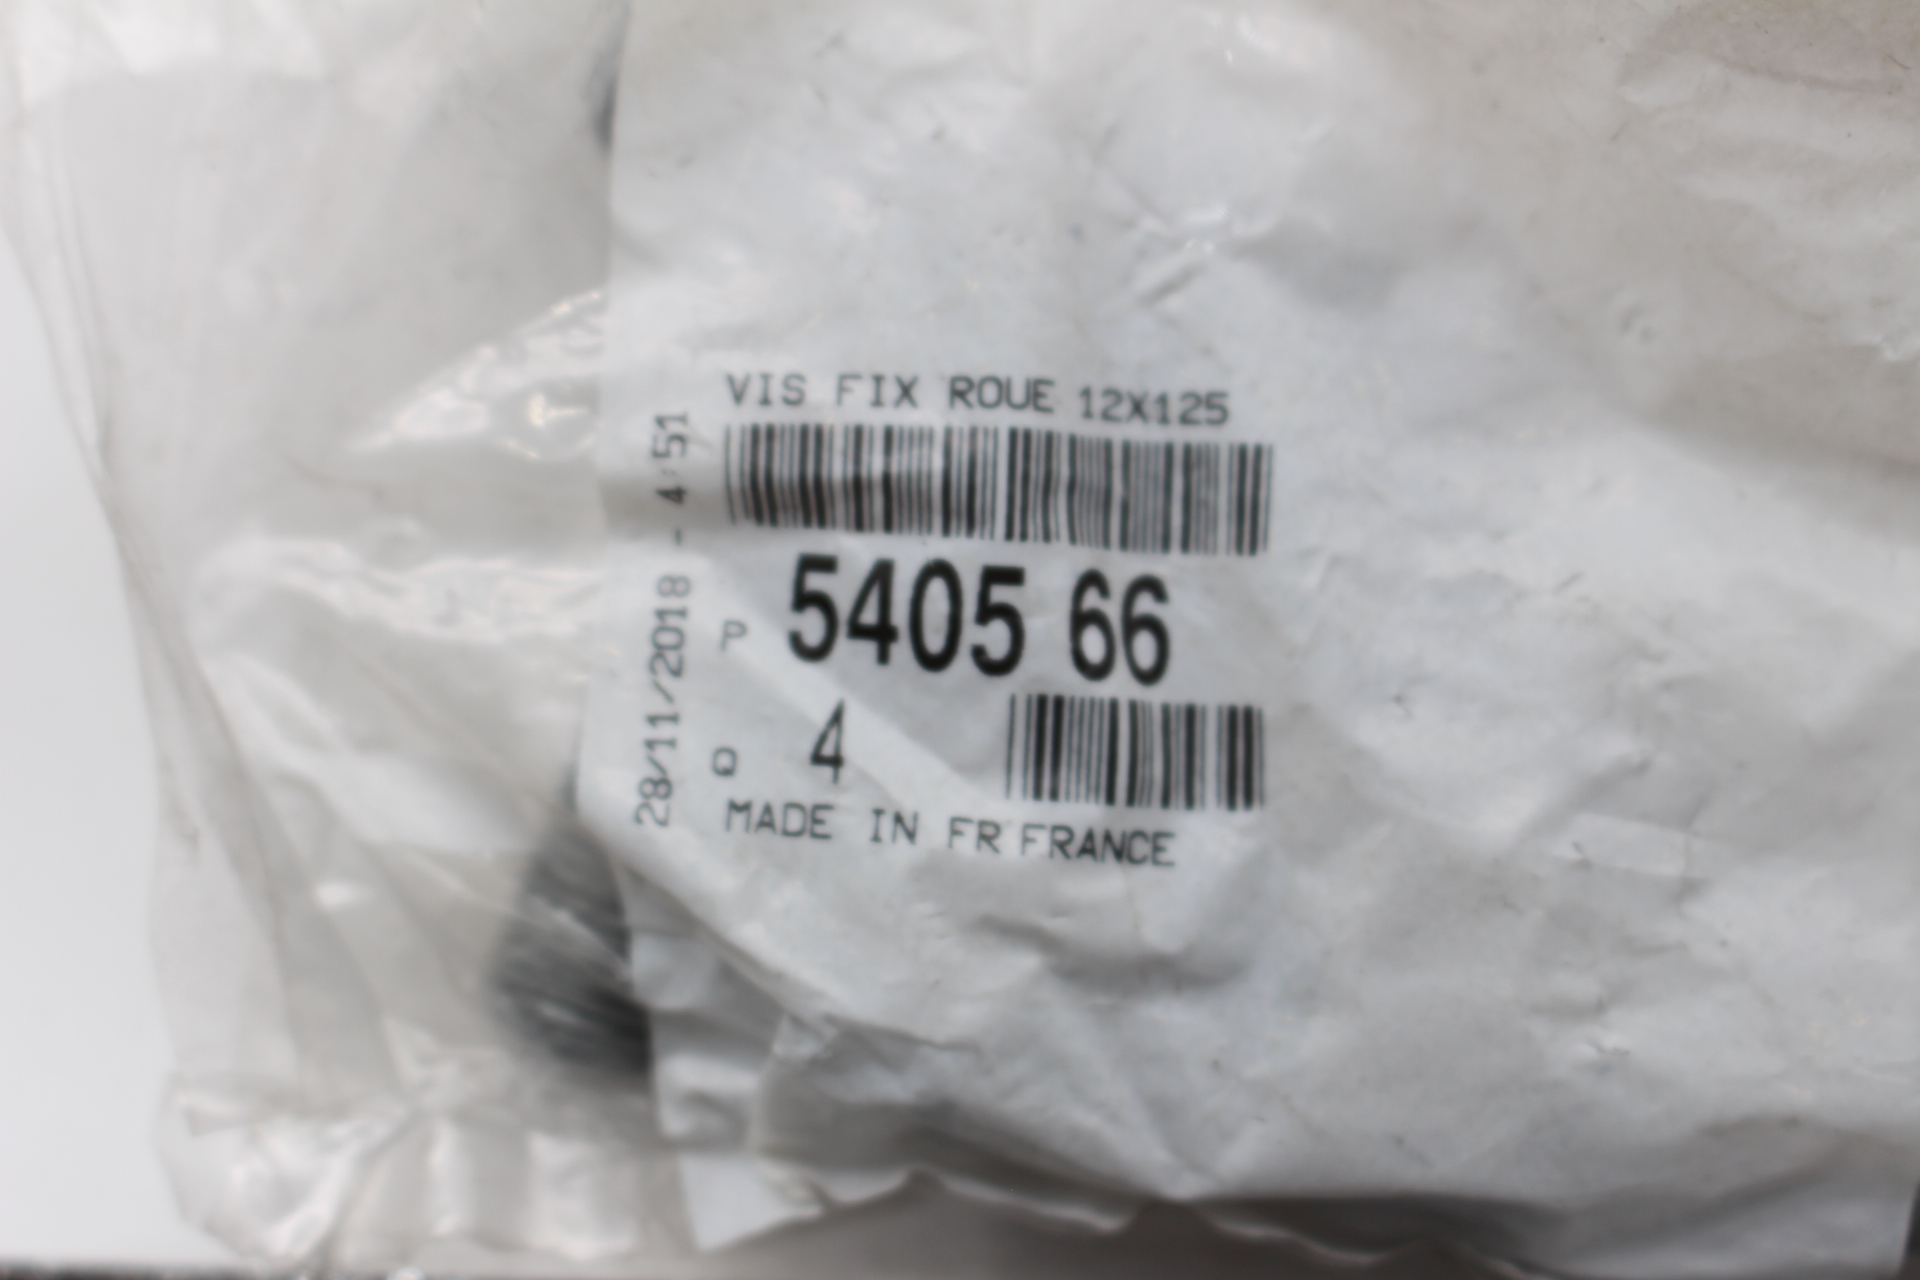 VIS FIX ROUE 12X125
P 5405 66
Q 4
MADE IN FR FRANCE
28/11/2018 - 4:51